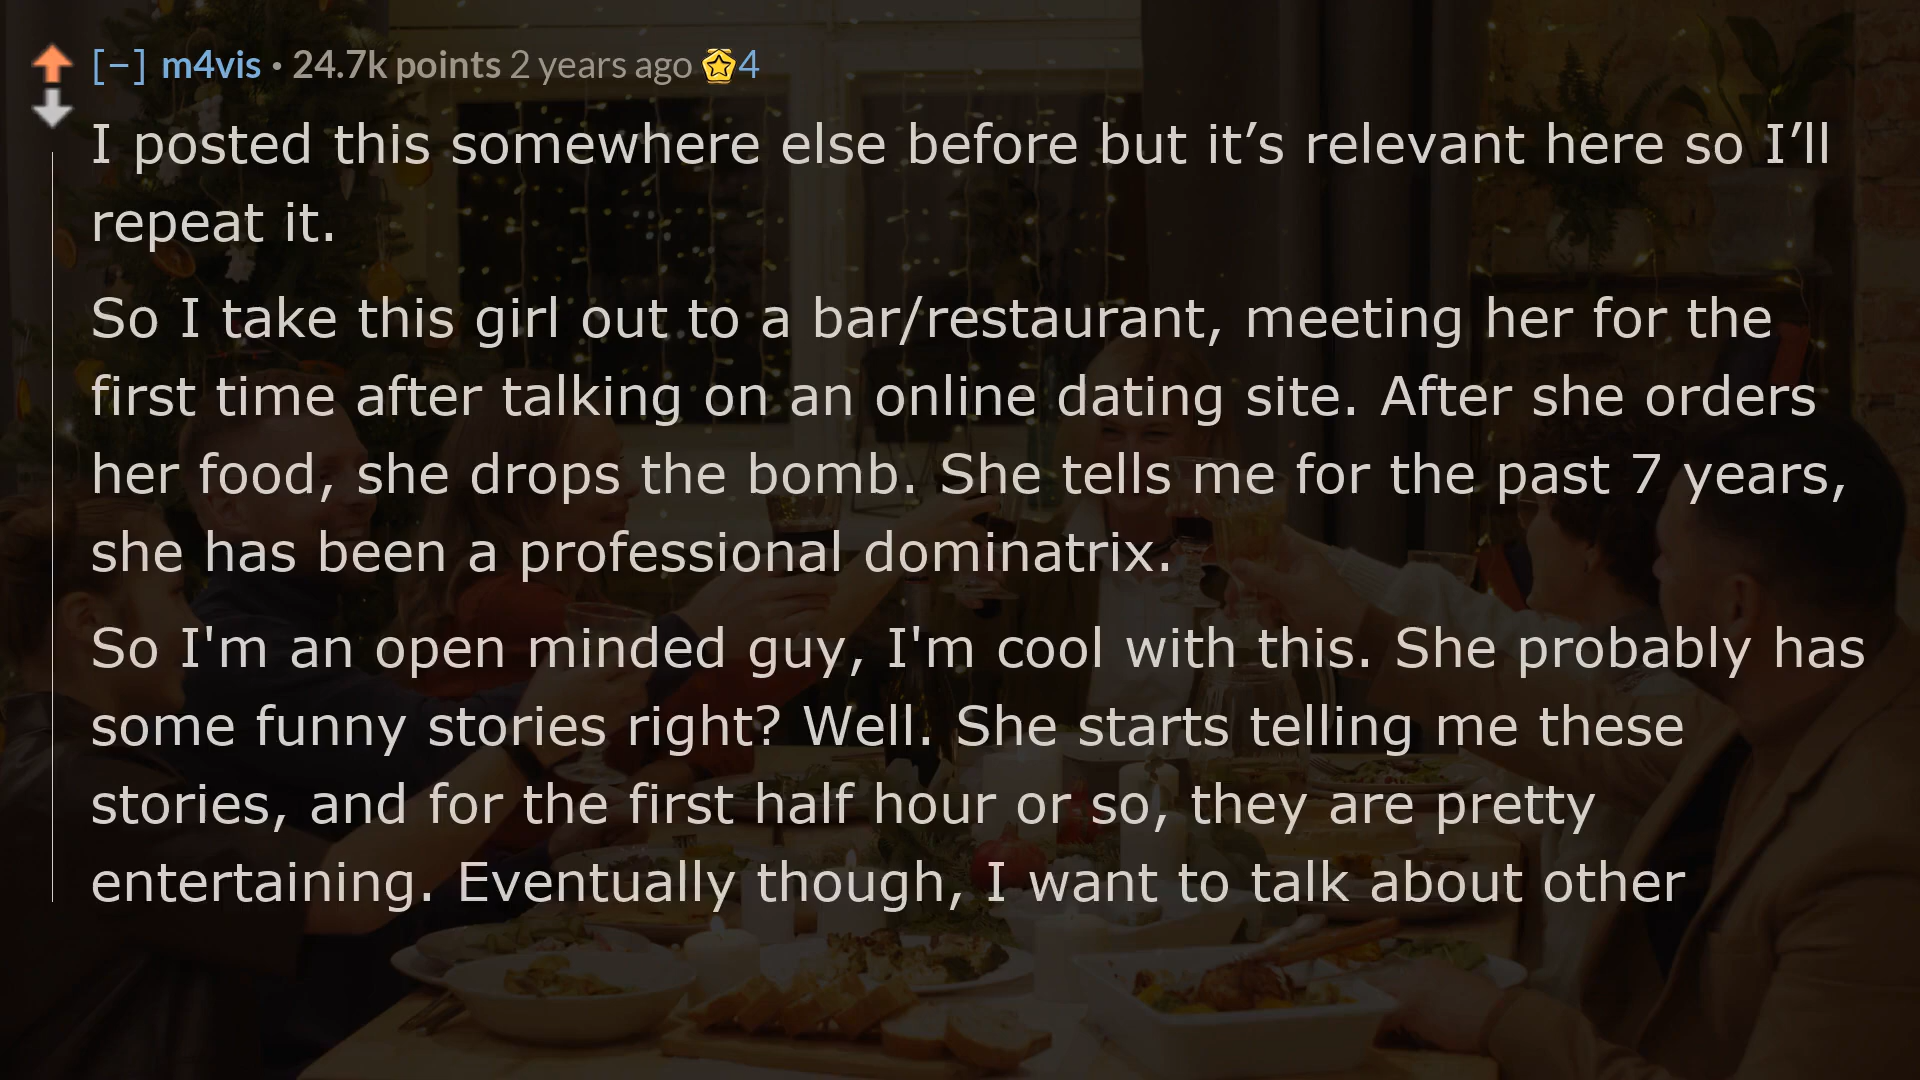 [−] m4vis • 24.7k points 2 years ago 4
I posted this somewhere else before but it’s relevant here so I’ll
repeat it.
So I take this girl out to a bar/restaurant, meeting her for the
first time after talking on an online dating site. After she orders
her food, she drops the bomb. She tells me for the past 7 years,
she has been a professional dominatrix.
So I'm an open minded guy, I'm cool with this. She probably has
some funny stories right? Well. She starts telling me these
stories, and for the first half hour or so, they are pretty
entertaining. Eventually though, I want to talk about other